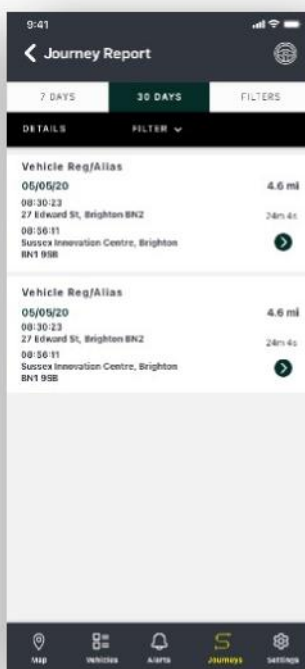 9:41
Journey Report
7 DAYS 30 DAYS FILTERS
DETAILS FILTER
Vehicle Reg/Alias
05/05/20 4.6 mi
08:30:23
27 Edward St, Brighton BN2 24m 4s
08:56:11
Sussex Innovation Centre, Brighton
BN1 9SB
Vehicle Reg/Alias
05/05/20 4.6 mi
08:30:23
27 Edward St, Brighton BN2 24m 4s
08:56:11
Sussex Innovation Centre, Brighton
BN1 9SB
Map Vehicles Alerts Journeys Settings